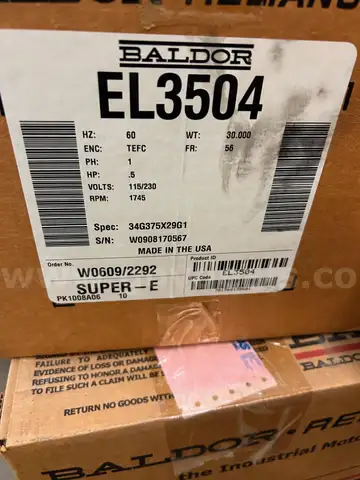 BALDOR
EL3504
HZ: 60 WT: 30.000
ENC: TEFC FR: 56
PH: 1
HP: .5
VOLTS: 115/230
RPM: 1745
Spec: 34G375X29G1
S/N: W0908170567
MADE IN THE USA
Order No. W0609/2292
Product ID
EL3504
UPC Code
SUPER-E
PK1008A06 10
FAILURE TO ADEQUATELY
EVIDENCE OF LOSS OR DAMAG
REFUSING TO HONOR
TO FILE SUCH A CLAIM WILL
RETURN NO GOODS WITH
BALDOR
BALDOR • RE
the Industrial Moto